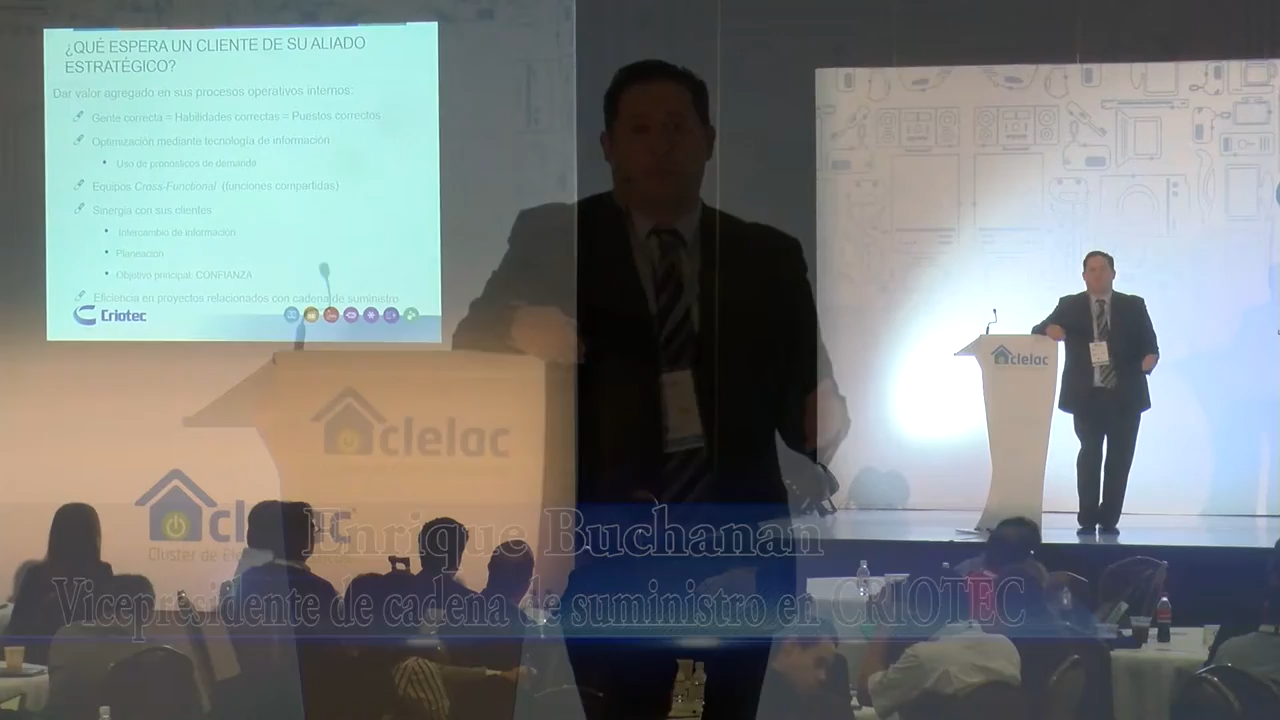 ¿QUÉ ESPERA UN CLIENTE DE SU ALIADO
ESTRATÉGICO?
Dar valor agregado en sus procesos operativos internos:
Gente correcta = Habilidades correctas = Puestos correctos
Optimización mediante tecnología de información
Uso de pronósticos de demanda
Equipos Cross-Functional (funciones compartidas)
Sinergia con sus clientes
Intercambio de información
Planeación
Objetivo principal: CONFIANZA
Eficiencia en proyectos relacionados con cadena de suministro
Criotec
clelac
clelac
clelac
Cluster de
Enrique Buchanan
Vicepresidente de cadena de suministro en CRIOTEC